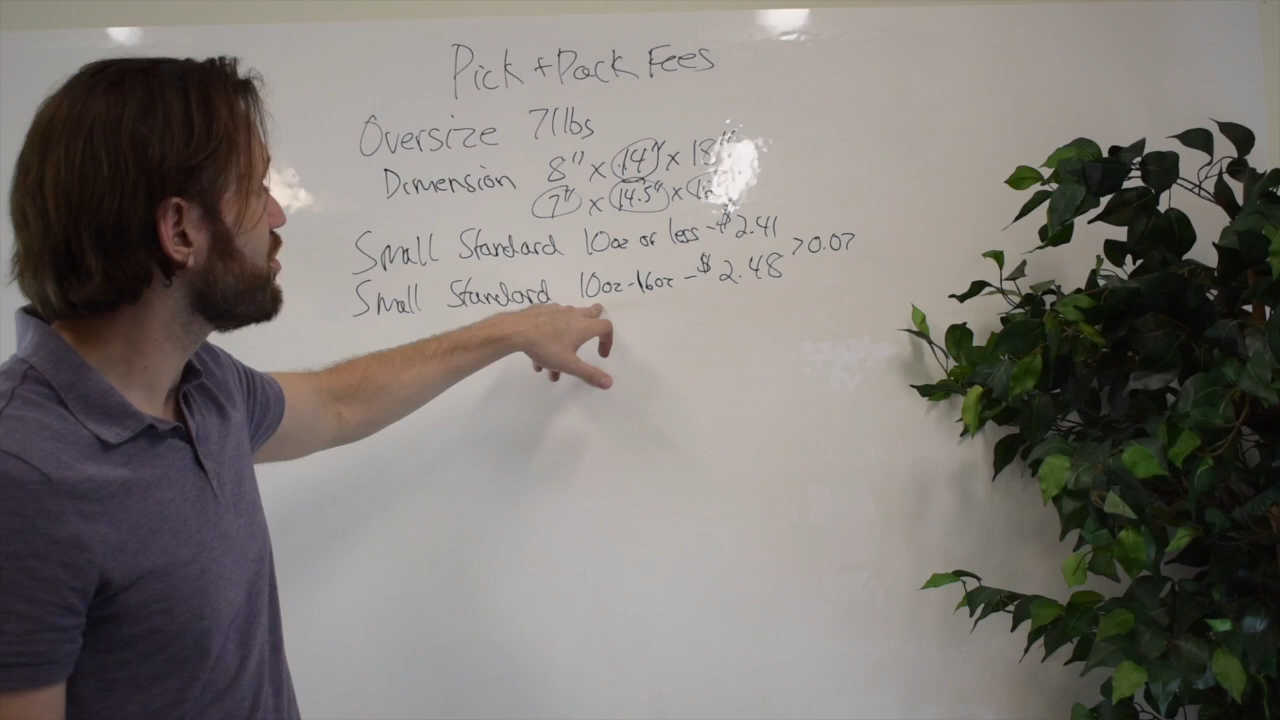 Pick + Pack Fees
Oversize 71lbs
Dimension 8" x 14" x 18"
7" x 14.5" x
Small Standard 10oz or less - $2.41
Small Standard 10oz - 16oz - $2.48 > 0.07